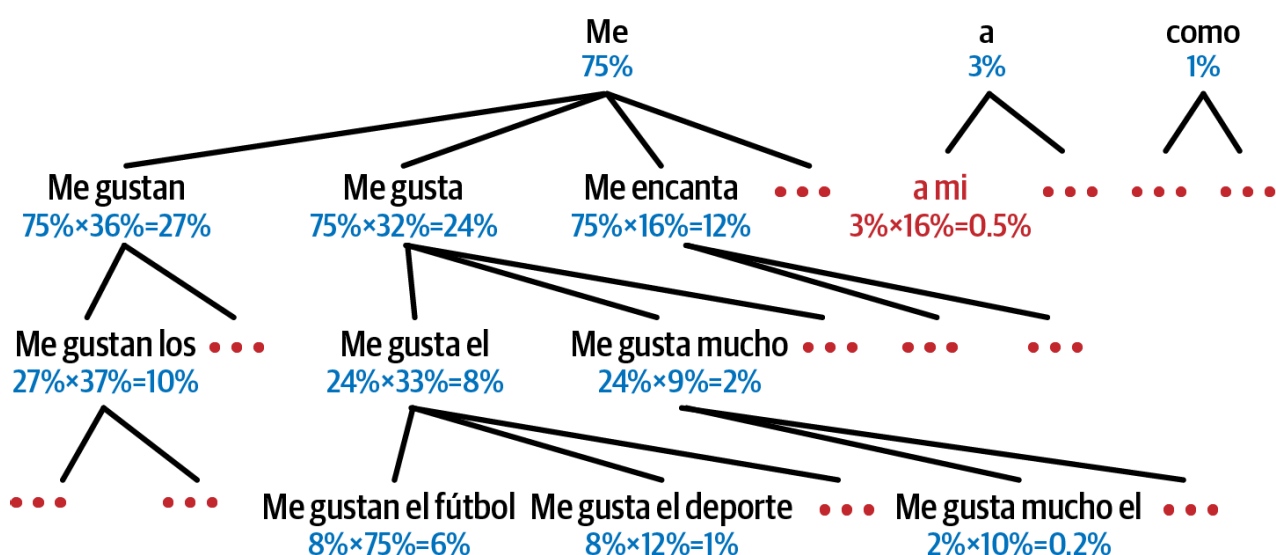 Me a como
75% 3% 1%
Me gustan Me gusta Me encanta ... a mi ... ... ...
75%×36%=27% 75%×32%=24% 75%×16%=12% 3%×16%=0.5%
Me gustan los ... Me gusta el Me gusta mucho ... ... ...
27%×37%=10% 24%×33%=8% 24%×9%=2%
... ... Me gustan el fútbol Me gusta el deporte ... Me gusta mucho el ...
8%×75%=6% 8%×12%=1% 2%×10%=0.2%